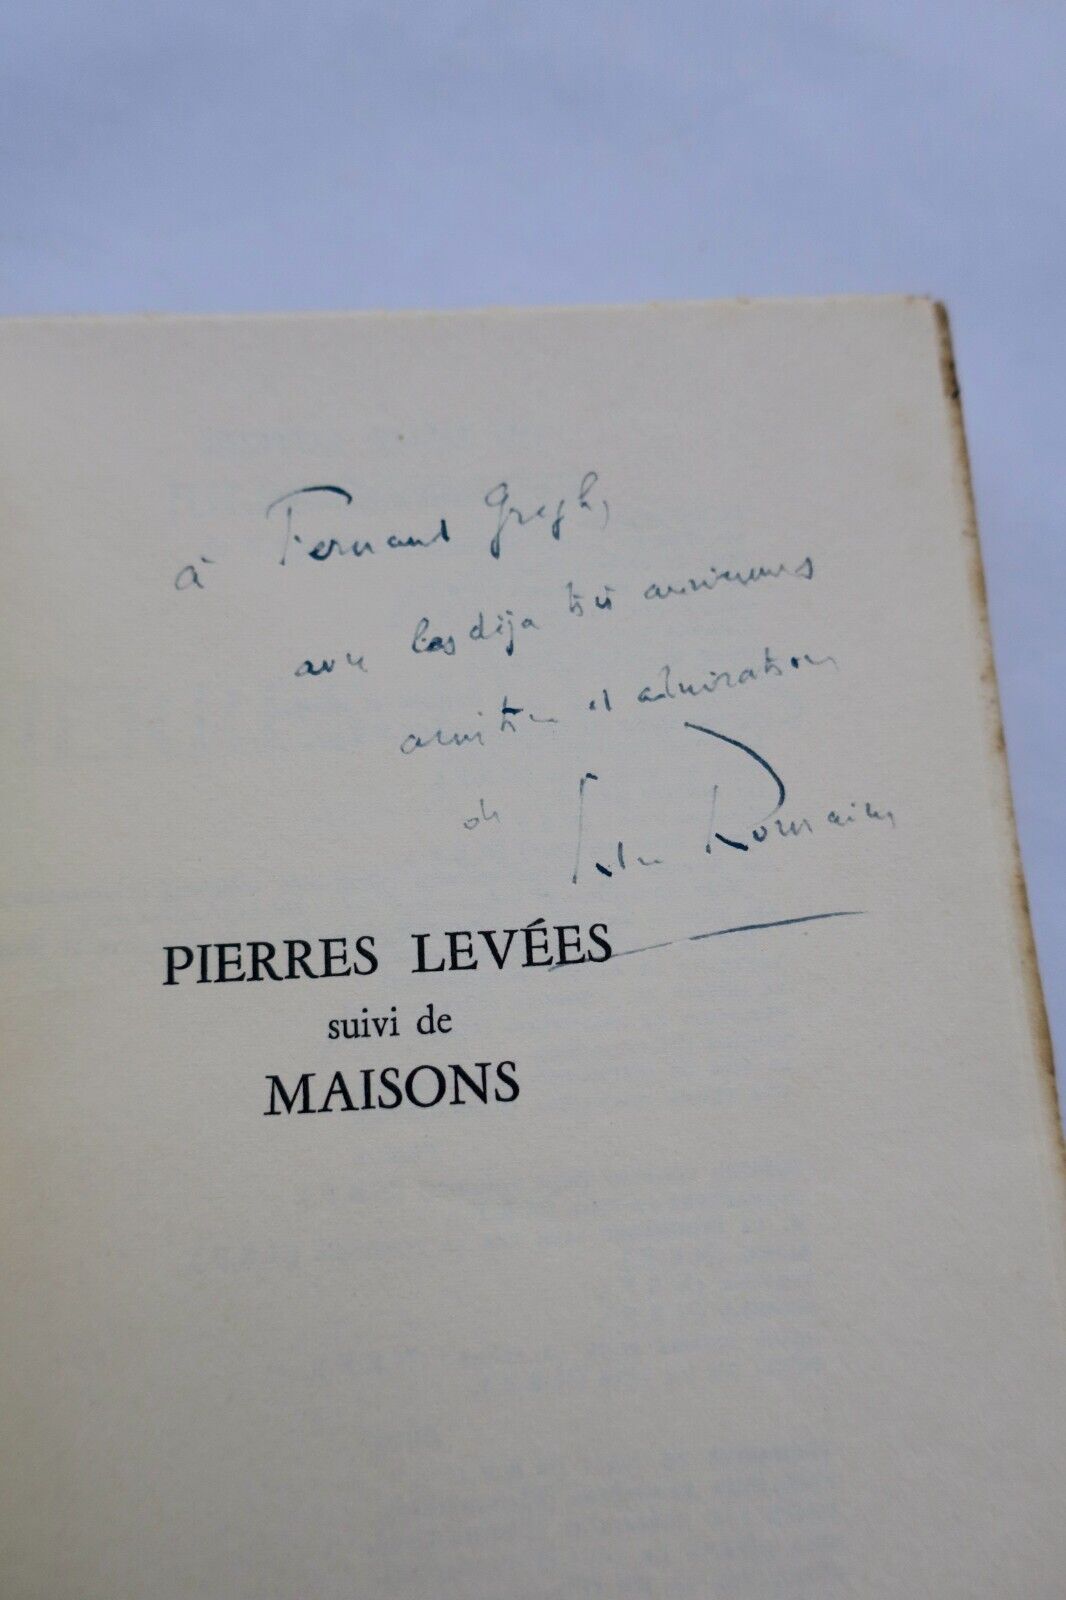 à Fernand Gregh,
avec les déjà très anciennes
amitié et admiration
de Jules Romains
PIERRES LEVÉES
suivi de
MAISONS